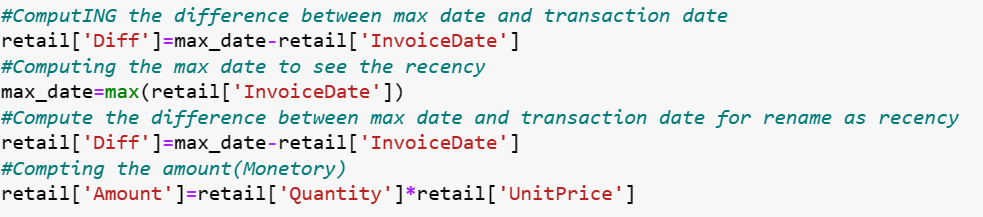 #ComputING the difference between max date and transaction date
retail['Diff']=max_date-retail['InvoiceDate']
#Computing the max date to see the recency
max_date=max(retail['InvoiceDate'])
#Compute the difference between max date and transaction date for rename as recency
retail['Diff']=max_date-retail['InvoiceDate']
#Compting the amount(Monetory)
retail['Amount']=retail['Quantity']*retail['UnitPrice']